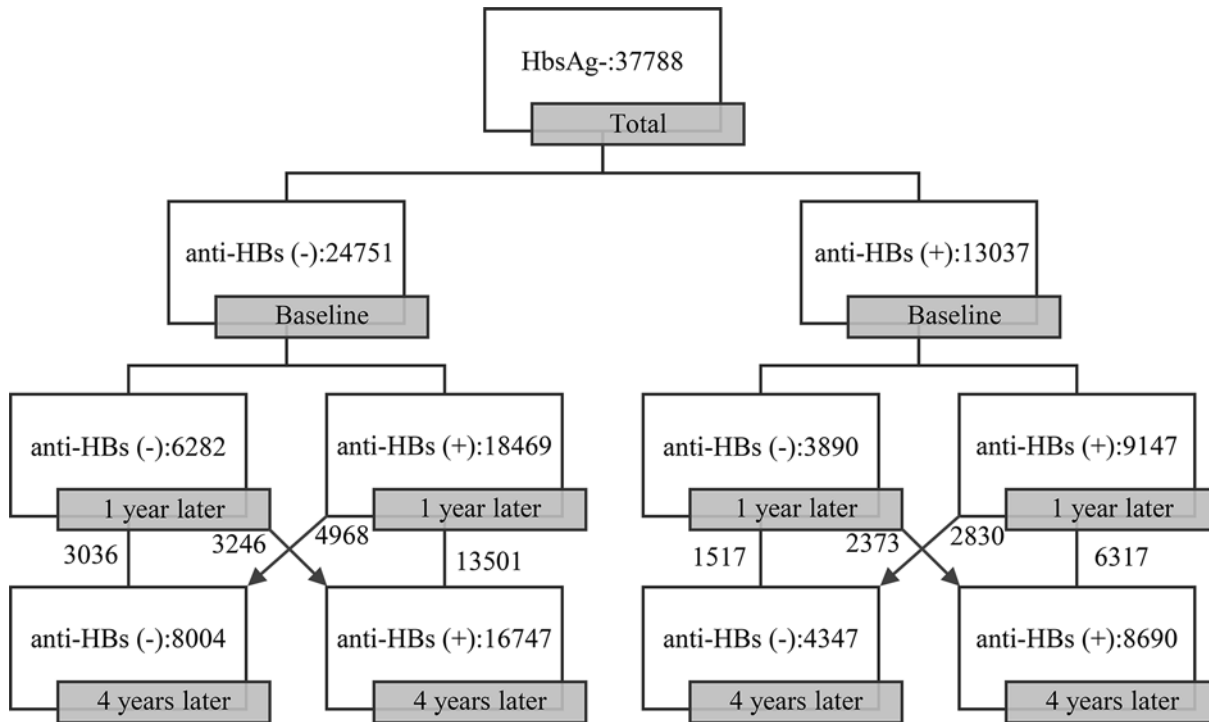 HbsAg-:37788
Total
anti-HBs (-):24751
anti-HBs (+):13037
Baseline
Baseline
anti-HBs (-):6282
anti-HBs (+):18469
anti-HBs (-):3890
anti-HBs (+):9147
1 year later
1 year later
1 year later
1 year later
3036
3246
4968
13501
1517
2373
2830
6317
anti-HBs (-):8004
anti-HBs (+):16747
anti-HBs (-):4347
anti-HBs (+):8690
4 years later
4 years later
4 years later
4 years later